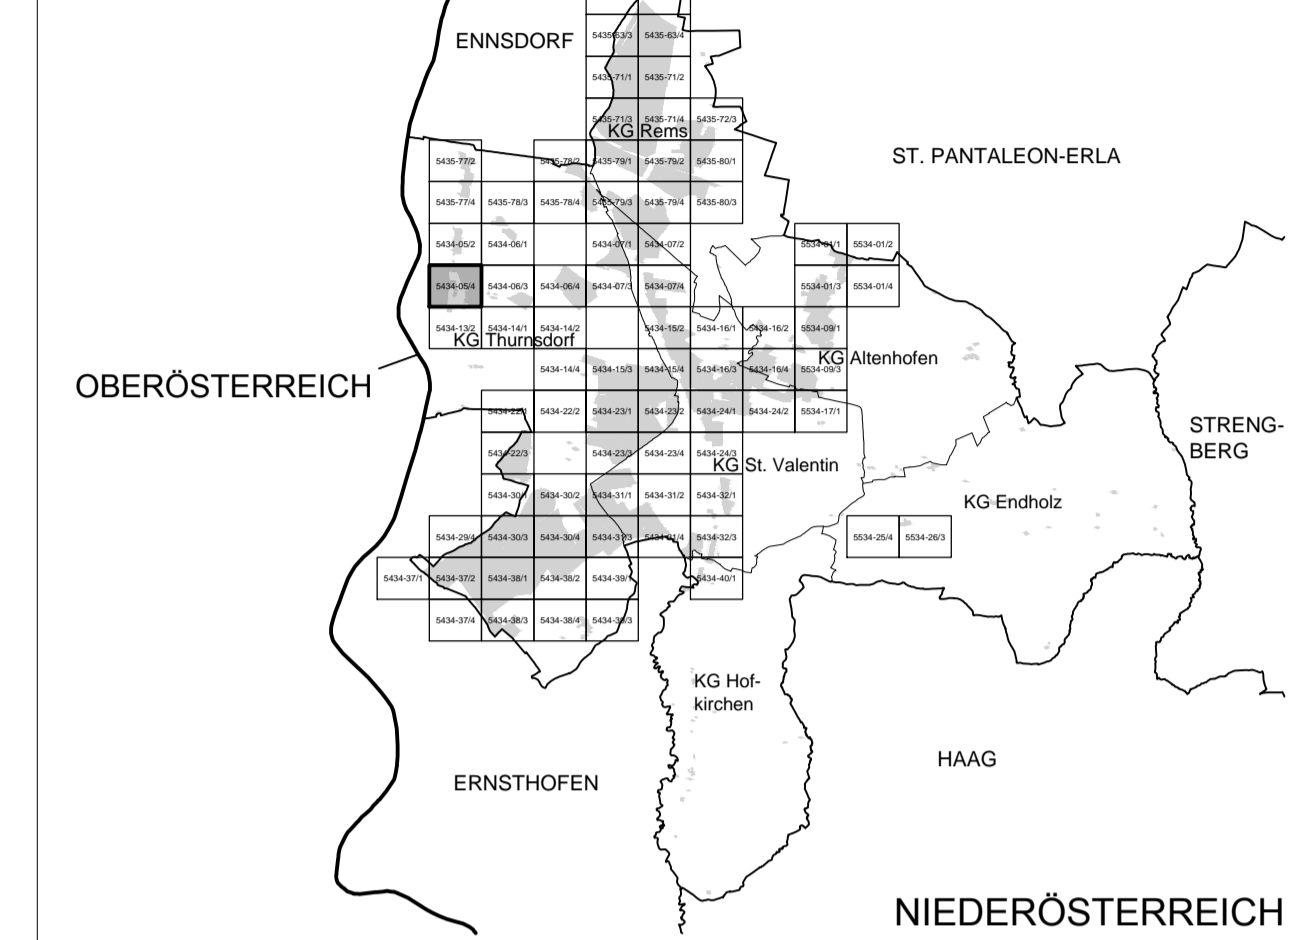 ENNSDORF
5435-63/3 5435-63/4
5435-71/1 5435-71/2
5435-71/3 5435-71/4 5435-72/3
KG Rems
ST. PANTALEON-ERLA
5435-77/2 5435-78/2 5435-79/1 5435-79/2 5435-80/1
5435-77/4 5435-78/3 5435-78/4 5435-79/3 5435-79/4 5435-80/3
5434-05/2 5434-06/1 5434-07/1 5434-07/2 5534-01/1 5534-01/2
5434-05/4 5434-06/3 5434-06/4 5434-07/3 5434-07/4 5534-01/3 5534-01/4
5434-13/2 5434-14/1 5434-14/2 5434-15/2 5434-16/1 5434-16/2 5534-09/1
KG Thurnsdorf
KG Altenhofen
5434-14/4 5434-15/3 5434-15/4 5434-16/3 5434-16/4 5534-09/3
OBERÖSTERREICH
5434-22/1 5434-22/2 5434-23/1 5434-23/2 5434-24/1 5434-24/2 5534-17/1
STRENG-
BERG
5434-22/3 5434-23/3 5434-23/4 5434-24/3
KG St. Valentin
5434-30/1 5434-30/2 5434-31/1 5434-31/2 5434-32/1
KG Endholz
5434-29/4 5434-30/3 5434-30/4 5434-31/3 5434-31/4 5434-32/3 5534-25/4 5534-26/3
5434-37/1 5434-37/2 5434-38/1 5434-38/2 5434-39/1 5434-40/1
5434-37/4 5434-38/3 5434-38/4 5434-39/3
KG Hof-
kirchen
HAAG
ERNSTHOFEN
NIEDERÖSTERREICH